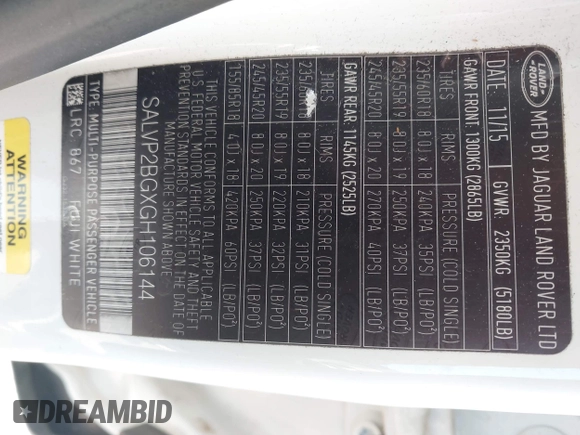 LAND-
ROVER
MFD BY JAGUAR LAND ROVER LTD
DATE: 11/15 GVWR: 2350KG (5180LB)
GAWR FRONT: 1300KG (2865LB)
TIRES RIMS PRESSURE (COLD SINGLE)
235/60R18 8.0J x 18 240KPA 35PSI (LB/PO²)
235/55R19 8.0J x 19 250KPA 37PSI (LB/PO²)
245/45R20 8.0J x 20 270KPA 40PSI (LB/PO²)
GAWR REAR: 1145KG (2525LB)
TIRES RIMS PRESSURE (COLD SINGLE)
8.0J x 18 210KPA 31PSI (LB/PO²)
235/55R19 8.0J x 19 220KPA 32PSI (LB/PO²)
245/45R20 8.0J x 20 250KPA 37PSI (LB/PO²)
155/85R18 4.0J x 18 420KPA 60PSI (LB/PO²)
THIS VEHICLE CONFORMS TO ALL APPLICABLE
U.S FEDERAL MOTOR VEHICLE SAFETY AND THEFT
PREVENTION STANDARDS IN EFFECT ON THE DATE OF
MANUFACTURE SHOWN ABOVE.
SALVP2BGXGH106144
TYPE: MULTI-PURPOSE PASSENGER VEHICLE
LRC 867 FUJI WHITE
WARNING
ATTENTION
DREAMBID